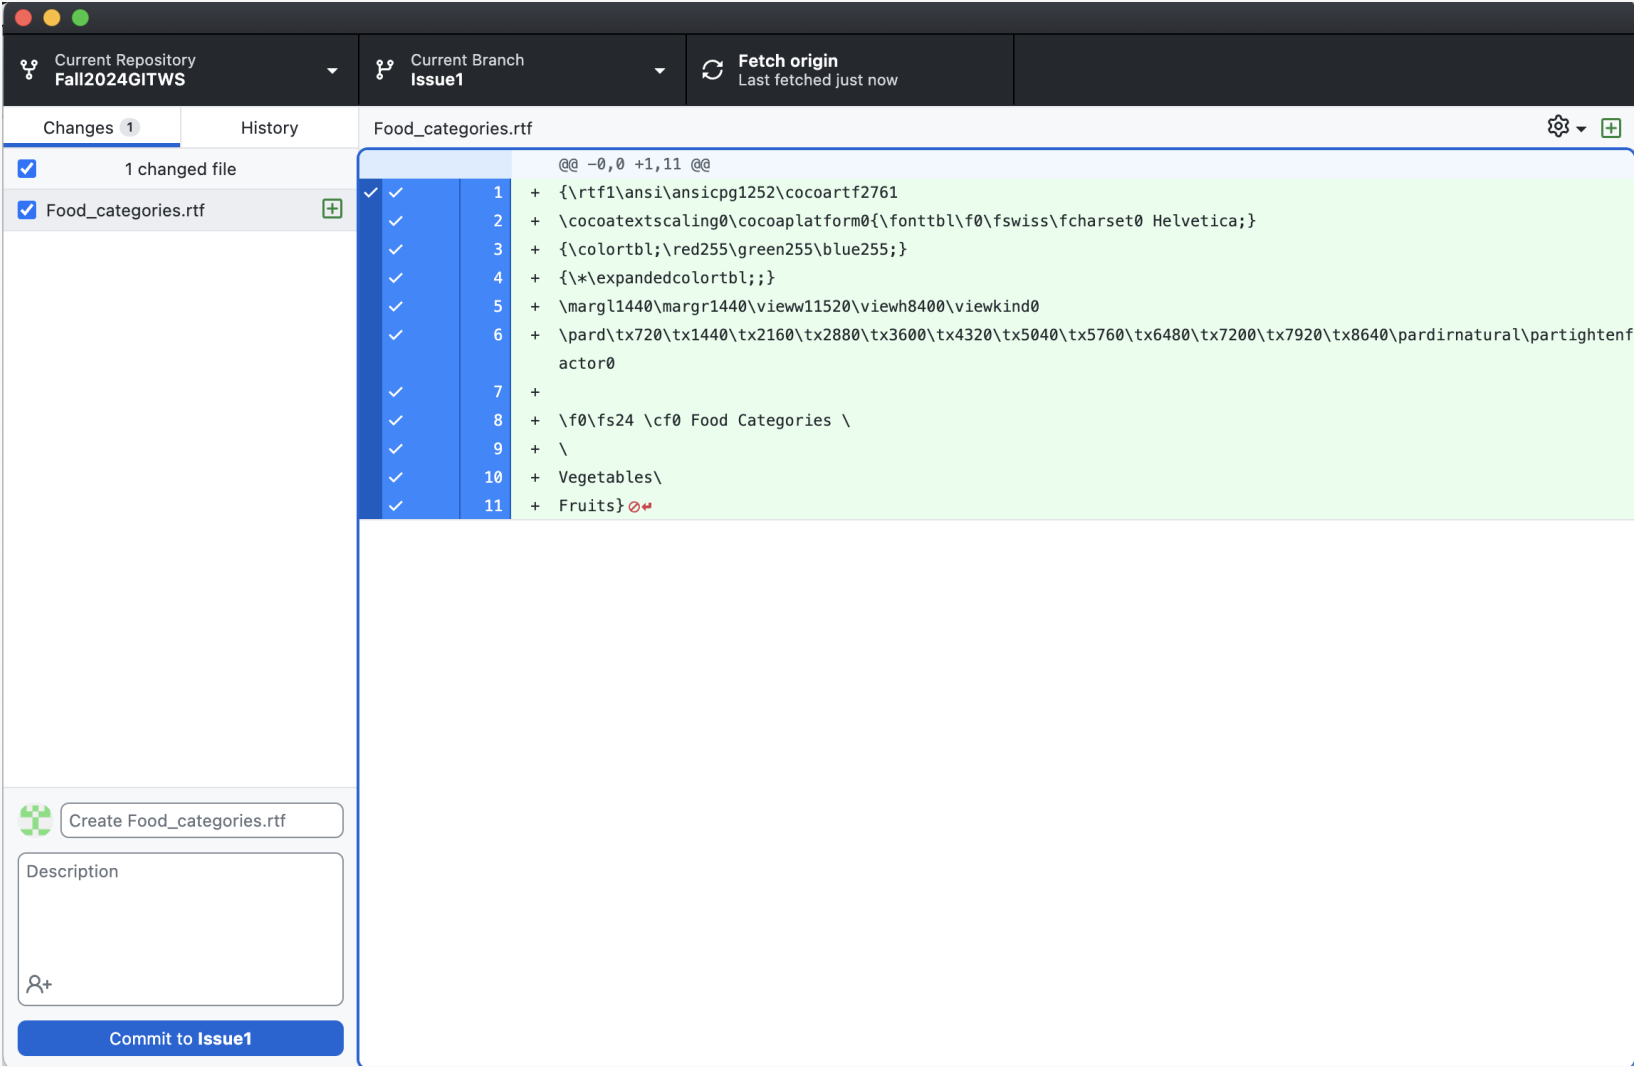 Current Repository
Fall2024GITWS
Current Branch
Issue1
Fetch origin
Last fetched just now
Changes 1
History
Food_categories.rtf
1 changed file
Food_categories.rtf
@@ -0,0 +1,11 @@
1 + {\rtf1\ansi\ansicpg1252\cocoartf2761
2 + \cocoatextscaling0\cocoaplatform0{\fonttbl\f0\fswiss\fcharset0 Helvetica;}
3 + {\colortbl;\red255\green255\blue255;}
4 + {\*\expandedcolortbl;;}
5 + \margl1440\margr1440\vieww11520\viewh8400\viewkind0
6 + \pard\tx720\tx1440\tx2160\tx2880\tx3600\tx4320\tx5040\tx5760\tx6480\tx7200\tx7920\tx8640\pardirnatural\partightenf
actor0
7 +
8 + \f0\fs24 \cf0 Food Categories \
9 + \
10 + Vegetables\
11 + Fruits}
Create Food_categories.rtf
Description
Commit to Issue1